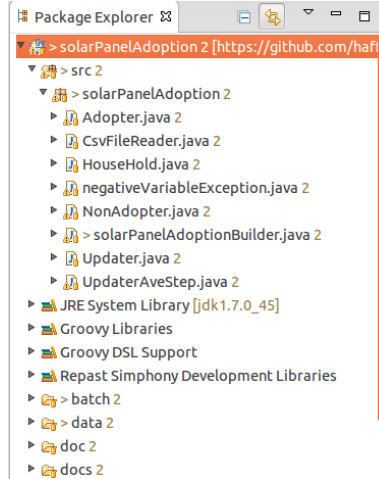 Package Explorer
> solarPanelAdoption 2 [https://github.com/haf
> src 2
> solarPanelAdoption 2
Adopter.java 2
CsvFileReader.java 2
HouseHold.java 2
negativeVariableException.java 2
NonAdopter.java 2
> solarPanelAdoptionBuilder.java 2
Updater.java 2
UpdaterAveStep.java 2
JRE System Library [jdk1.7.0_45]
Groovy Libraries
Groovy DSL Support
Repast Simphony Development Libraries
> batch 2
> data 2
doc 2
docs 2